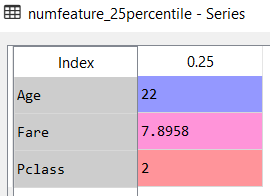 numfeature_25percentile - Series
Index 0.25
Age 22
Fare 7.8958
Pclass 2